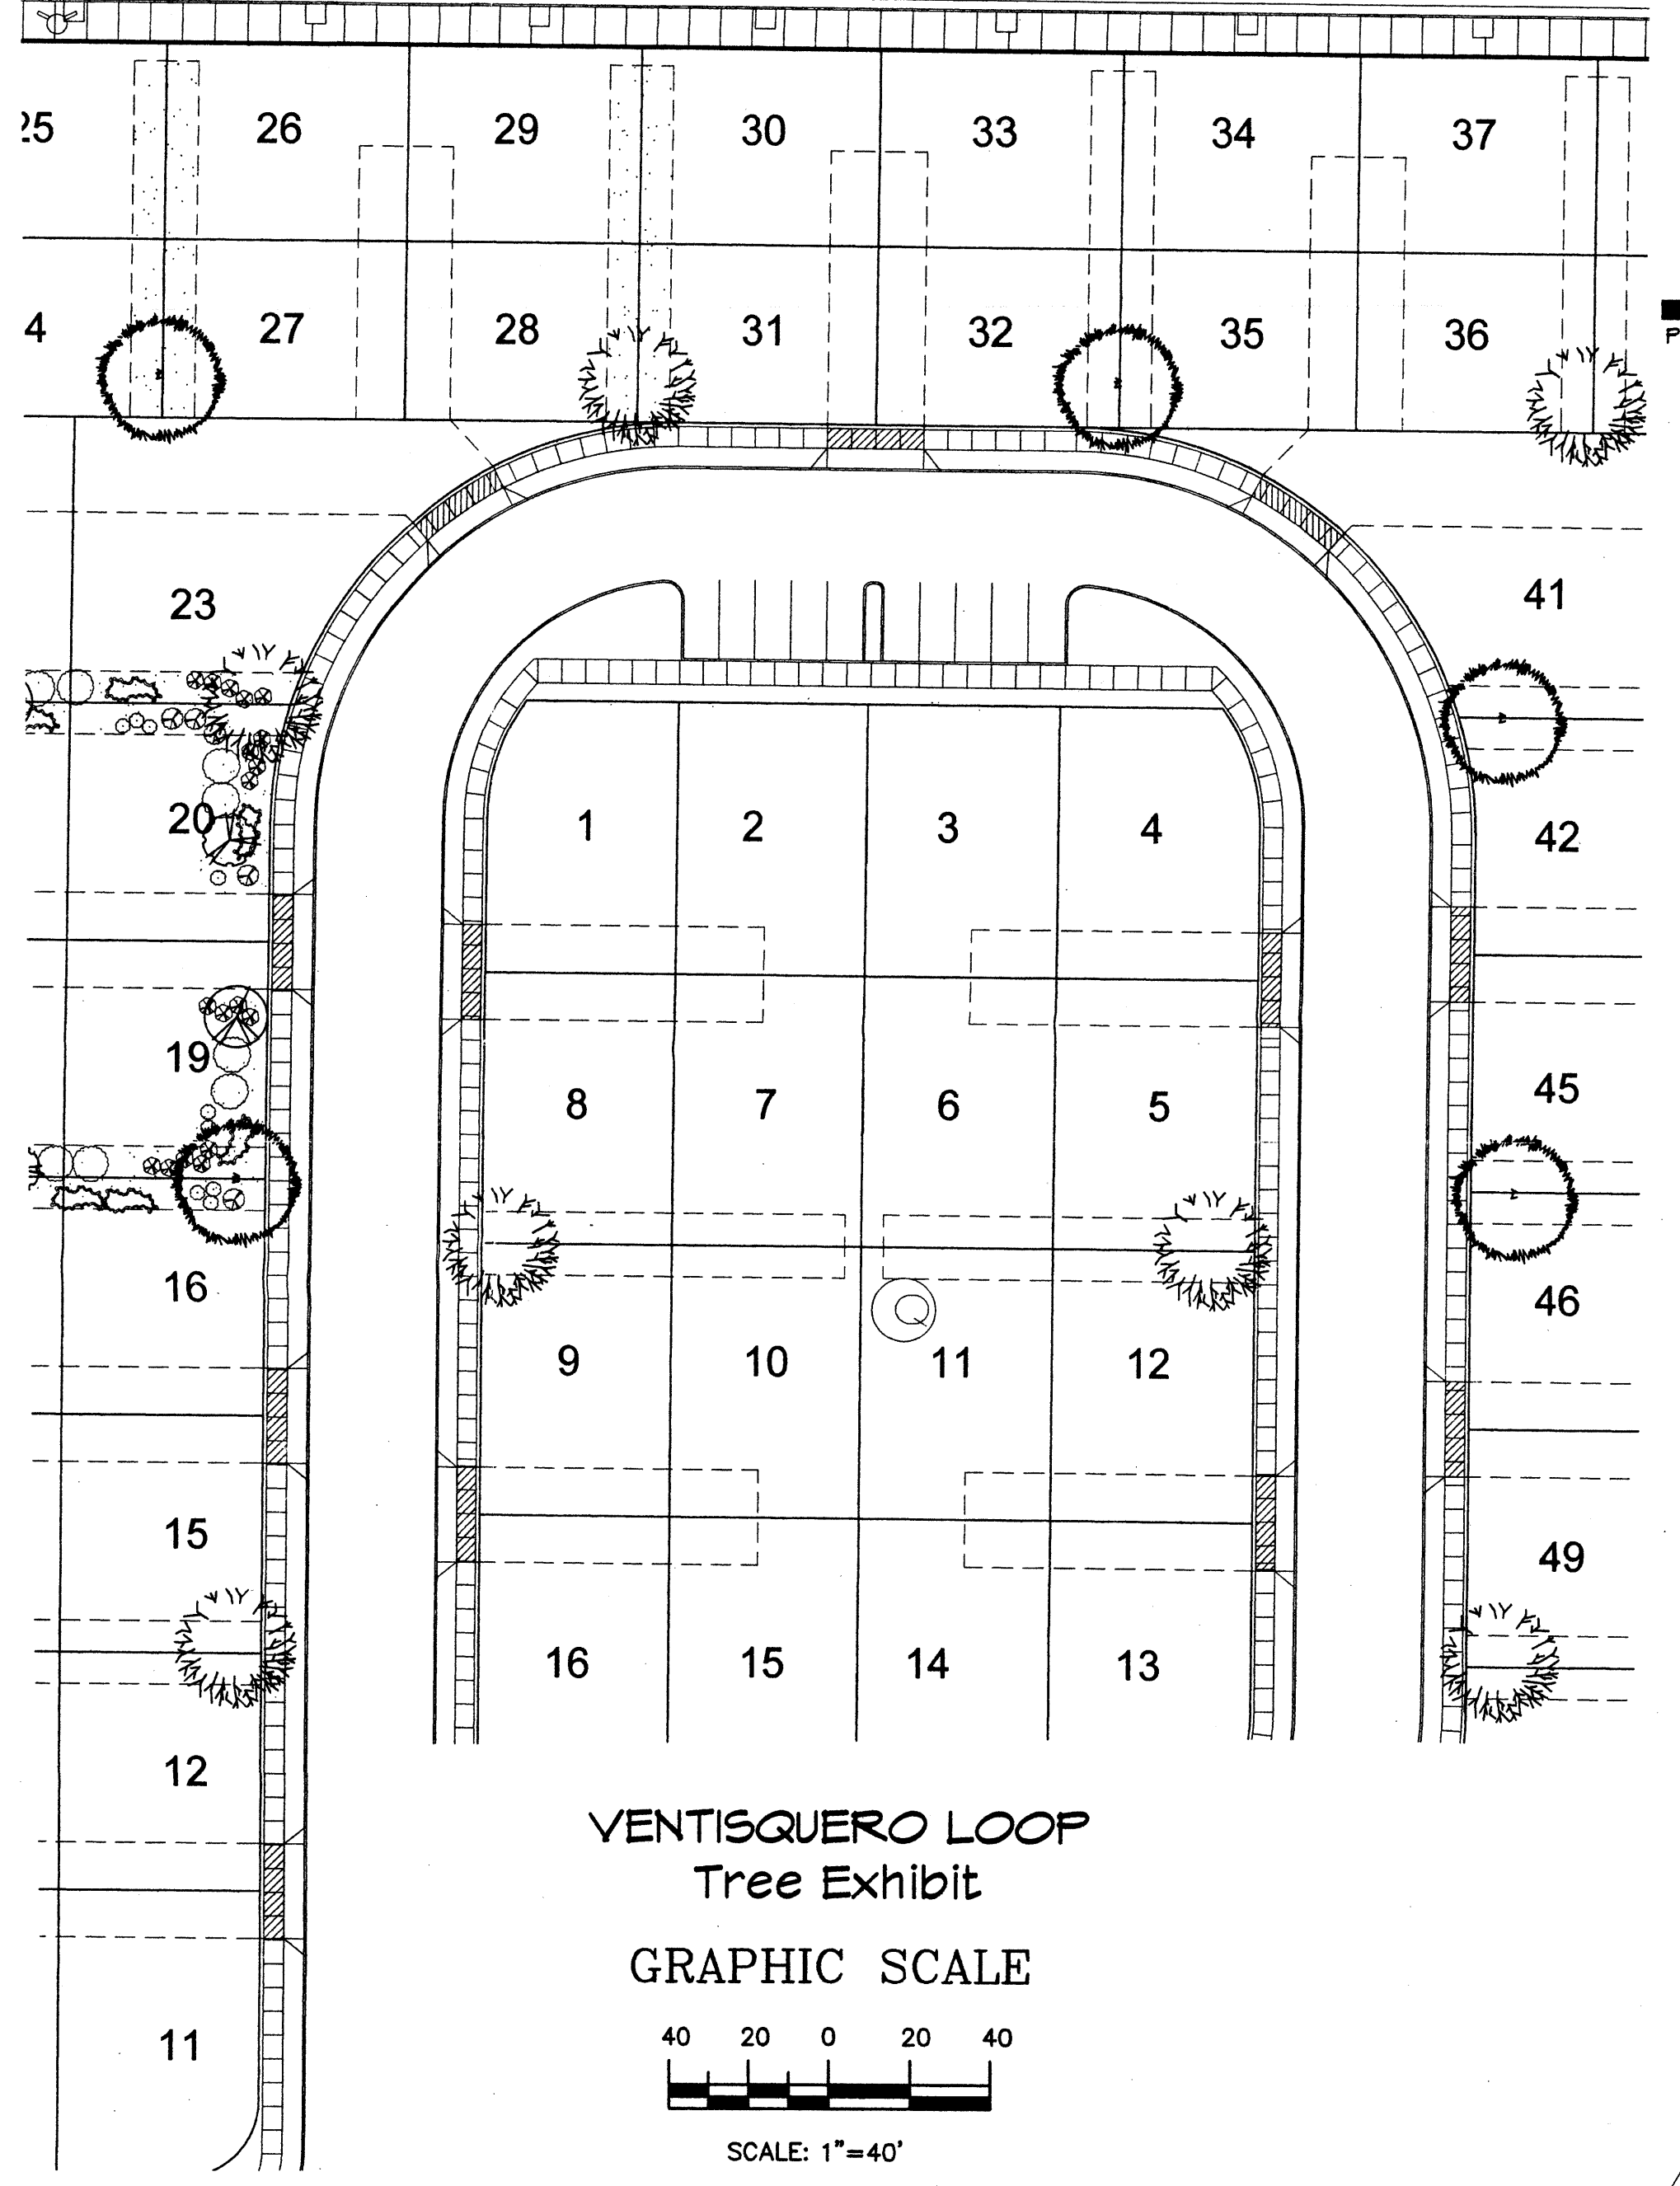 25 26 29 30 33 34 37
4 27 28 31 32 35 36
P
23 41
20 1 2 3 4 42
19 8 7 6 5 45
16 9 10 11 12 46
15 49
16 15 14 13
12
VENTISQUERO LOOP
Tree Exhibit
GRAPHIC SCALE
11
40 20 0 20 40
SCALE: 1"=40'